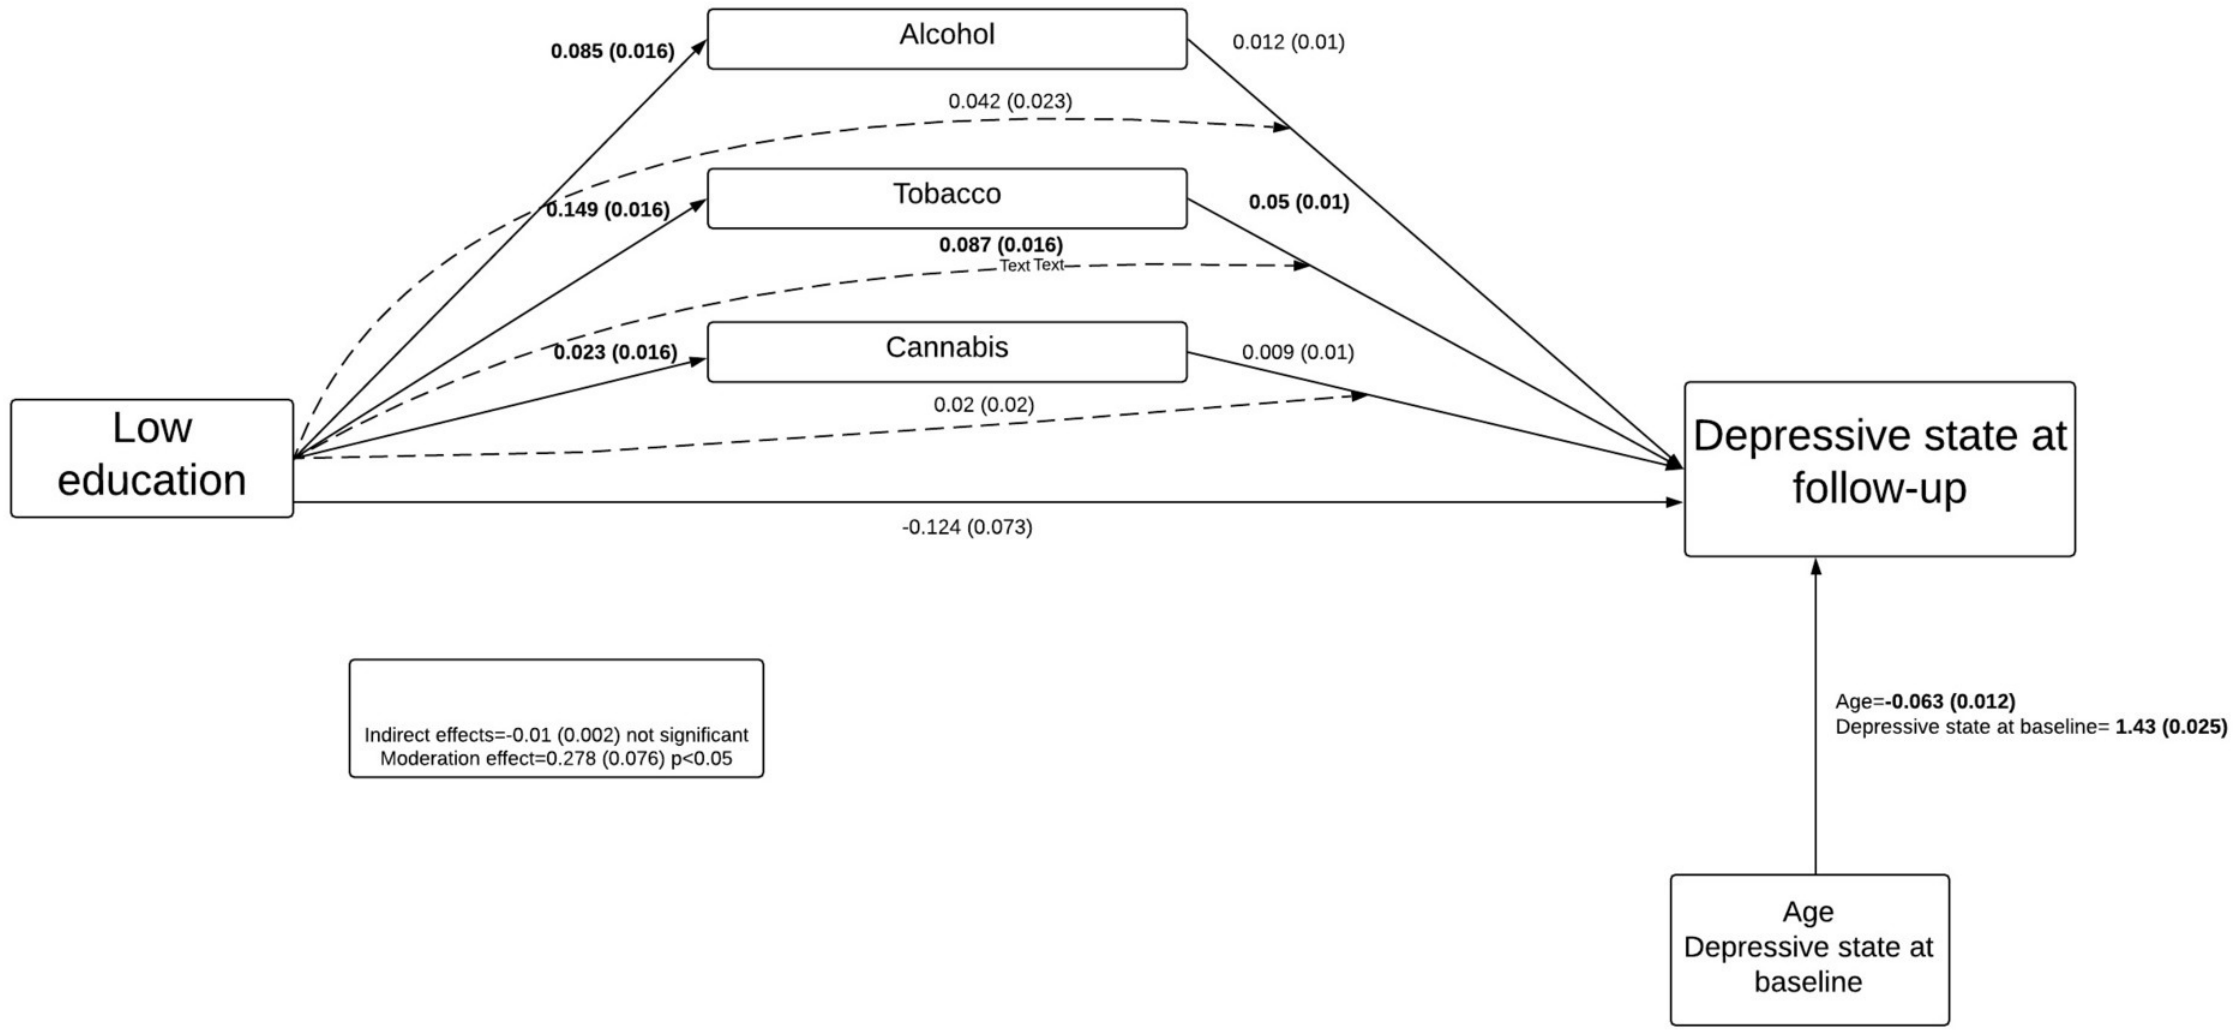 Alcohol
0.085 (0.016)
0.012 (0.01)
0.042 (0.023)
Tobacco
0.149 (0.016)
0.05 (0.01)
0.087 (0.016)
Text Text
Cannabis
0.023 (0.016)
0.009 (0.01)
0.02 (0.02)
Low
education
Depressive state at
follow-up
-0.124 (0.073)
Indirect effects=-0.01 (0.002) not significant
Moderation effect=0.278 (0.076) p<0.05
Age=-0.063 (0.012)
Depressive state at baseline= 1.43 (0.025)
Age
Depressive state at
baseline